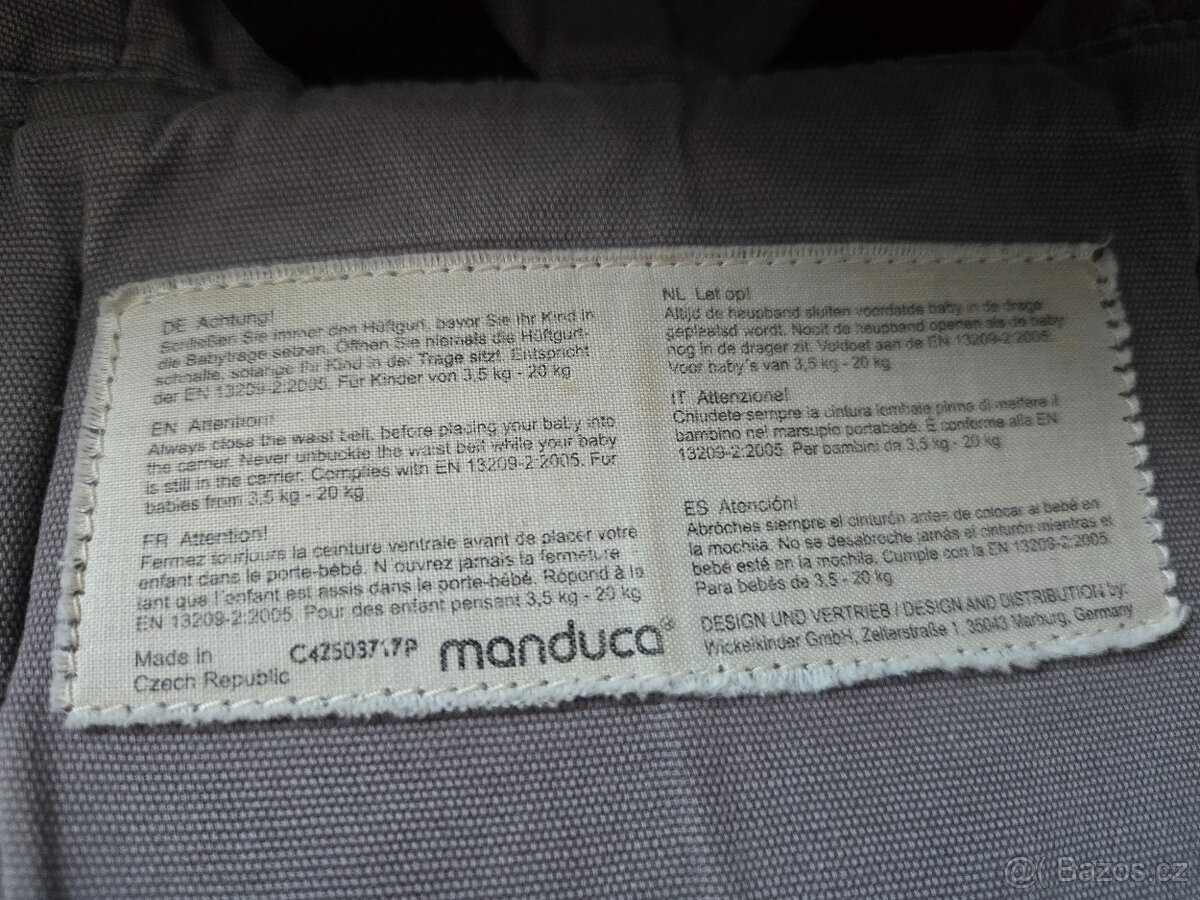 DE Achtung!
Schließen Sie immer den Hüftgurt, bevor Sie Ihr Kind in
die Babytrage setzen. Öffnen Sie niemals die Hüftgurt-
schnalle, solange Ihr Kind in der Trage sitzt. Entspricht
der EN 13209-2:2005. Für Kinder von 3,5 kg - 20 kg
EN Attention!
Always close the waist belt, before placing your baby into
the carrier. Never unbuckle the waist belt while your baby
is still in the carrier. Complies with EN 13209-2:2005. For
babies from 3,5 kg - 20 kg
FR Attention!
Fermez tourjours la ceinture ventrale avant de placer votre
enfant dans le porte-bébé. N ouvrez jamais la fermeture
tant que l'enfant est assis dans le porte-bébé. Répond à la
EN 13209-2:2005. Pour des enfant pensant 3,5 kg - 20 kg
Made in
Czech Republic
manduca®
NL Let op!
Altijd de heupband sluiten voordatde baby in de drage
geplaatsd wordt. Nooit de heupband openen als de baby
nog in de drager zit. Voldoet aan de EN 13209-2:2005.
Voor baby's van 3,5 kg - 20 kg
IT Attenzione!
Chiudete sempre la cintura lombale pirma di mettere il
bambino nel marsupio portabebé. È conforme alla EN
13209-2:2005. Per bambini de 3,5 kg - 20 kg
ES Atención!
Abróches siempre el cinturón antes de colocar al bebé en
la mochila. No se desabroche jamás el cinturón mientras el
bebé esté en la mochila. Cumple con la EN 13209-2:2005.
Para bebés de 3,5 - 20 kg
DESIGN UND VERTRIEB / DESIGN AND DISTRIBUTION by:
Wickelkinder GmbH, Zeilerstraße 1, 35043 Marburg, Germany
@ Bazos.cz